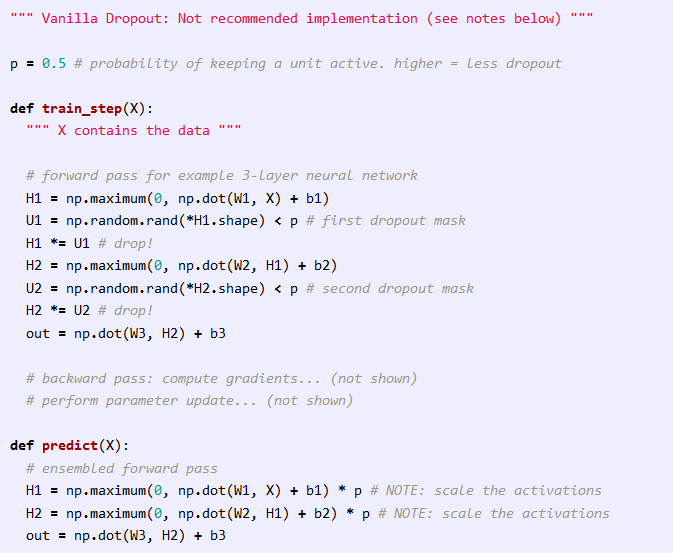 """ Vanilla Dropout: Not recommended implementation (see notes below) """
p = 0.5 # probability of keeping a unit active. higher = less dropout
def train_step(X):
""" X contains the data """
# forward pass for example 3-layer neural network
H1 = np.maximum(0, np.dot(W1, X) + b1)
U1 = np.random.rand(*H1.shape) < p # first dropout mask
H1 *= U1 # drop!
H2 = np.maximum(0, np.dot(W2, H1) + b2)
U2 = np.random.rand(*H2.shape) < p # second dropout mask
H2 *= U2 # drop!
out = np.dot(W3, H2) + b3
# backward pass: compute gradients... (not shown)
# perform parameter update... (not shown)
def predict(X):
# ensembled forward pass
H1 = np.maximum(0, np.dot(W1, X) + b1) * p # NOTE: scale the activations
H2 = np.maximum(0, np.dot(W2, H1) + b2) * p # NOTE: scale the activations
out = np.dot(W3, H2) + b3